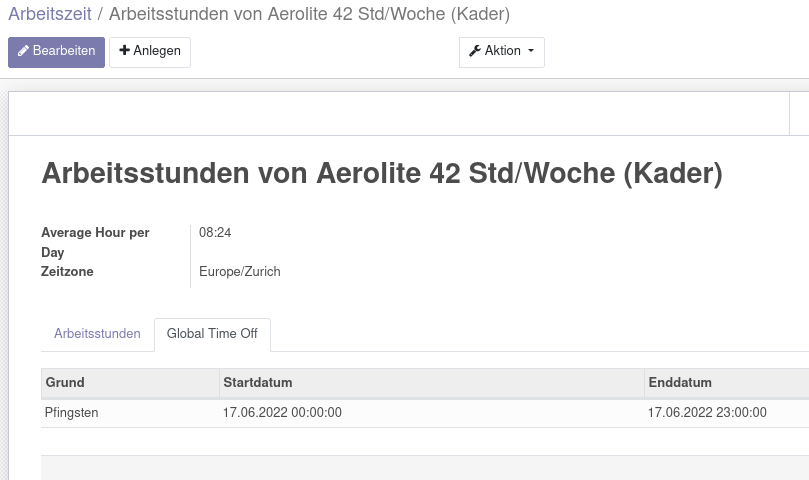 Arbeitszeit / Arbeitsstunden von Aerolite 42 Std/Woche (Kader)
Bearbeiten Anlegen Aktion
Arbeitsstunden von Aerolite 42 Std/Woche (Kader)
Average Hour per Day 08:24
Zeitzone Europe/Zurich
Arbeitsstunden Global Time Off
Grund Startdatum Enddatum
Pfingsten 17.06.2022 00:00:00 17.06.2022 23:00:00